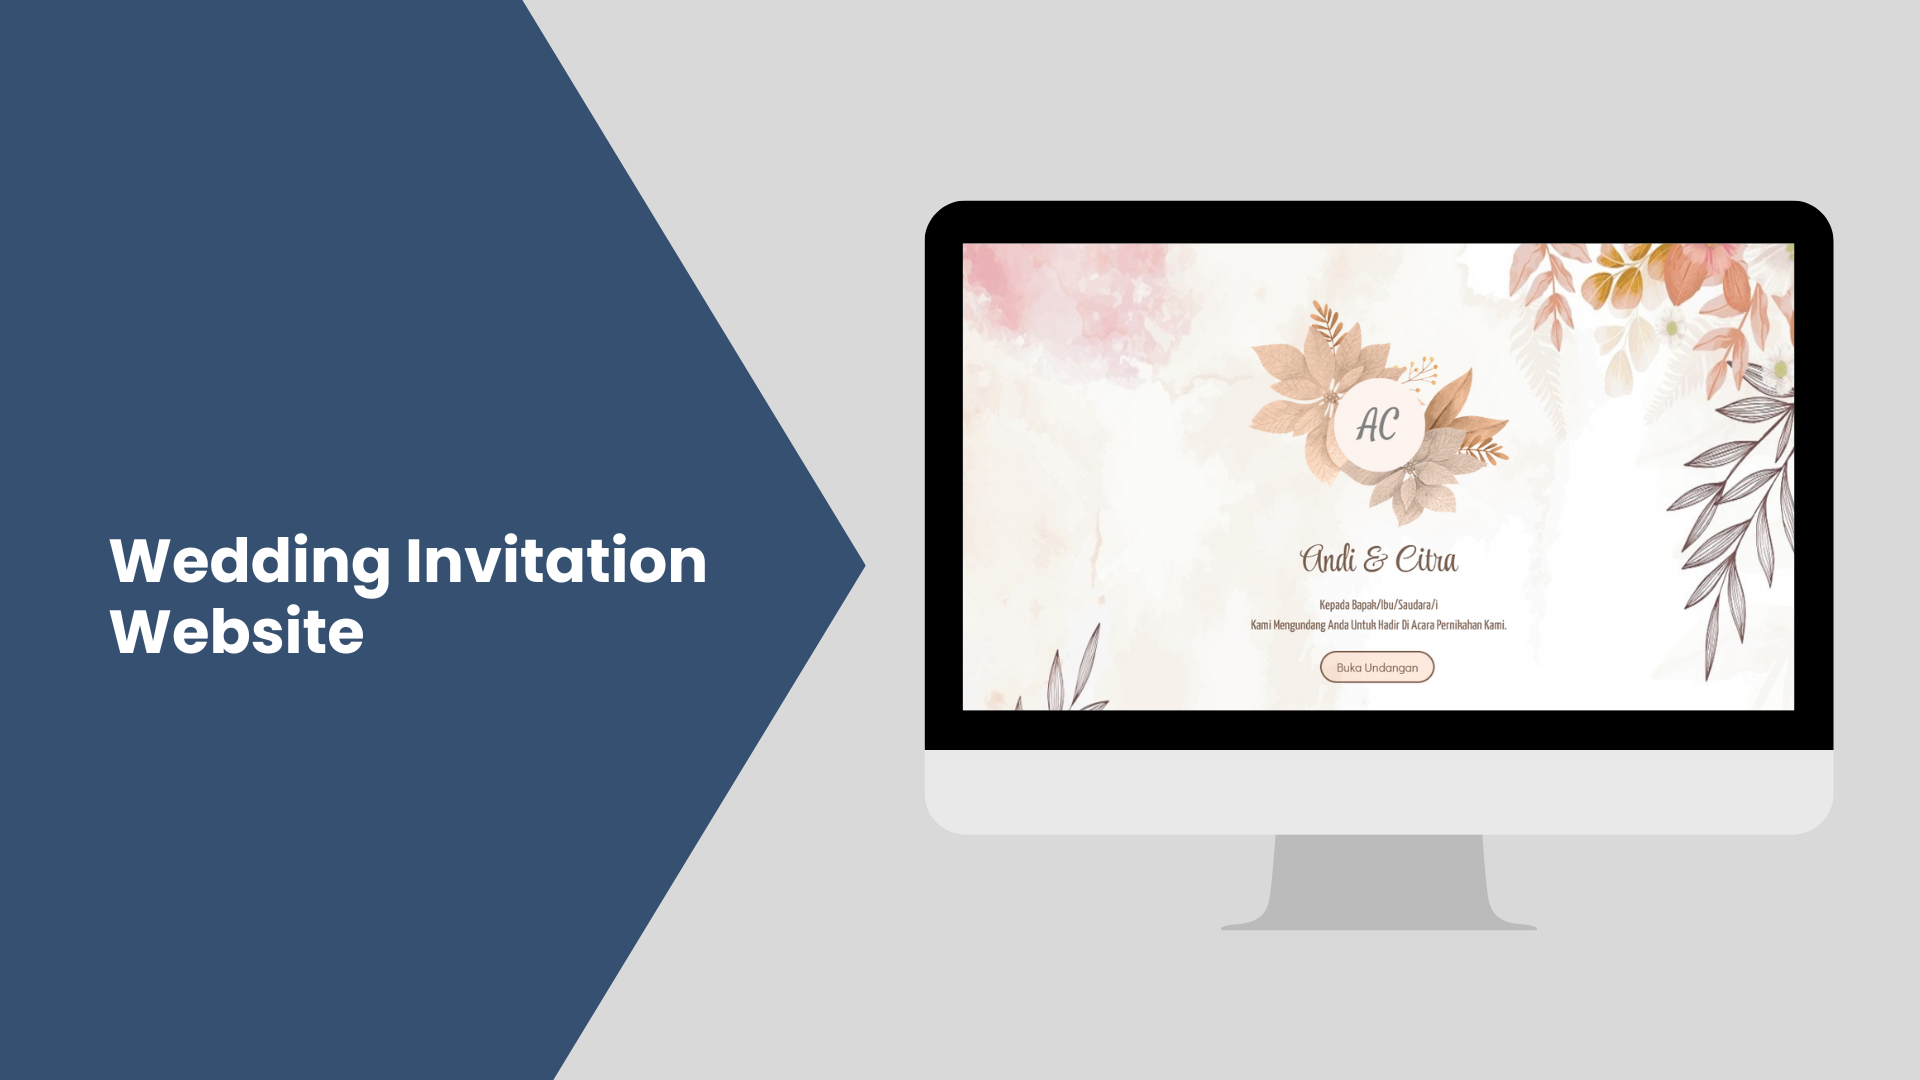 Wedding Invitation
Website
AC
Andi & Citra
Kepada Bapak/Ibu/Saudara/i
Kami Mengundang Anda Untuk Hadir Di Acara Pernikahan Kami.
Buka Undangan